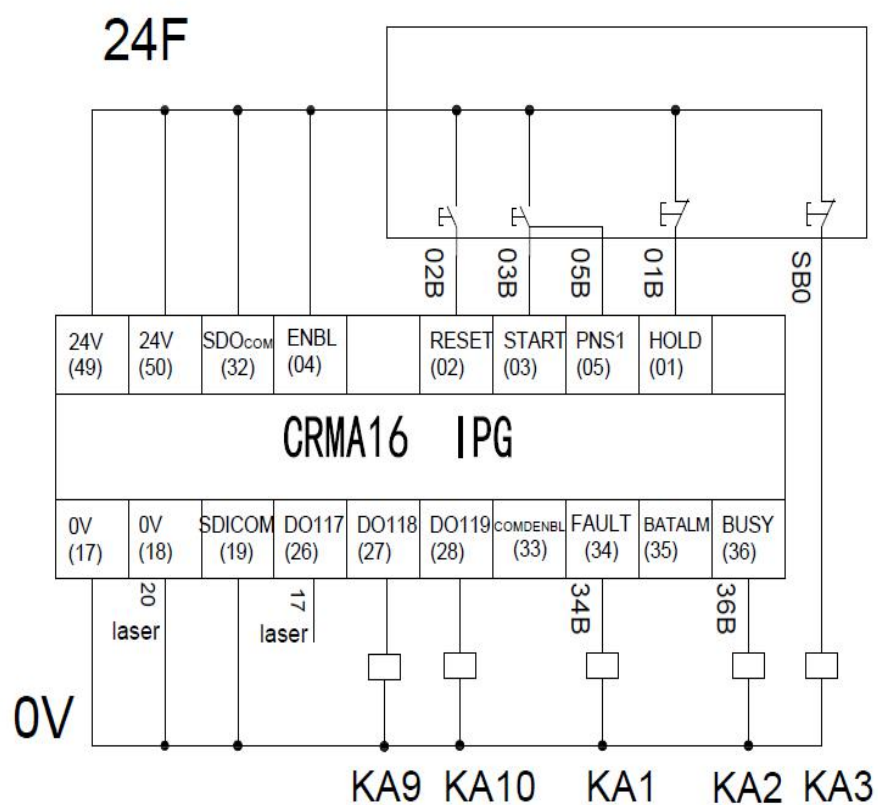 24F
02B 03B 05B 01B SB0
24V 24V SDOCOM ENBL RESET START PNS1 HOLD
(49) (50) (32) (04) (02) (03) (05) (01)
CRMA16 IPG
0V 0V SDICOM DO117 DO118 DO119 COMDENBL FAULT BATALM BUSY
(17) (18) (19) (26) (27) (28) (33) (34) (35) (36)
20 17 34B 36B
laser laser
0V
KA9 KA10 KA1 KA2 KA3